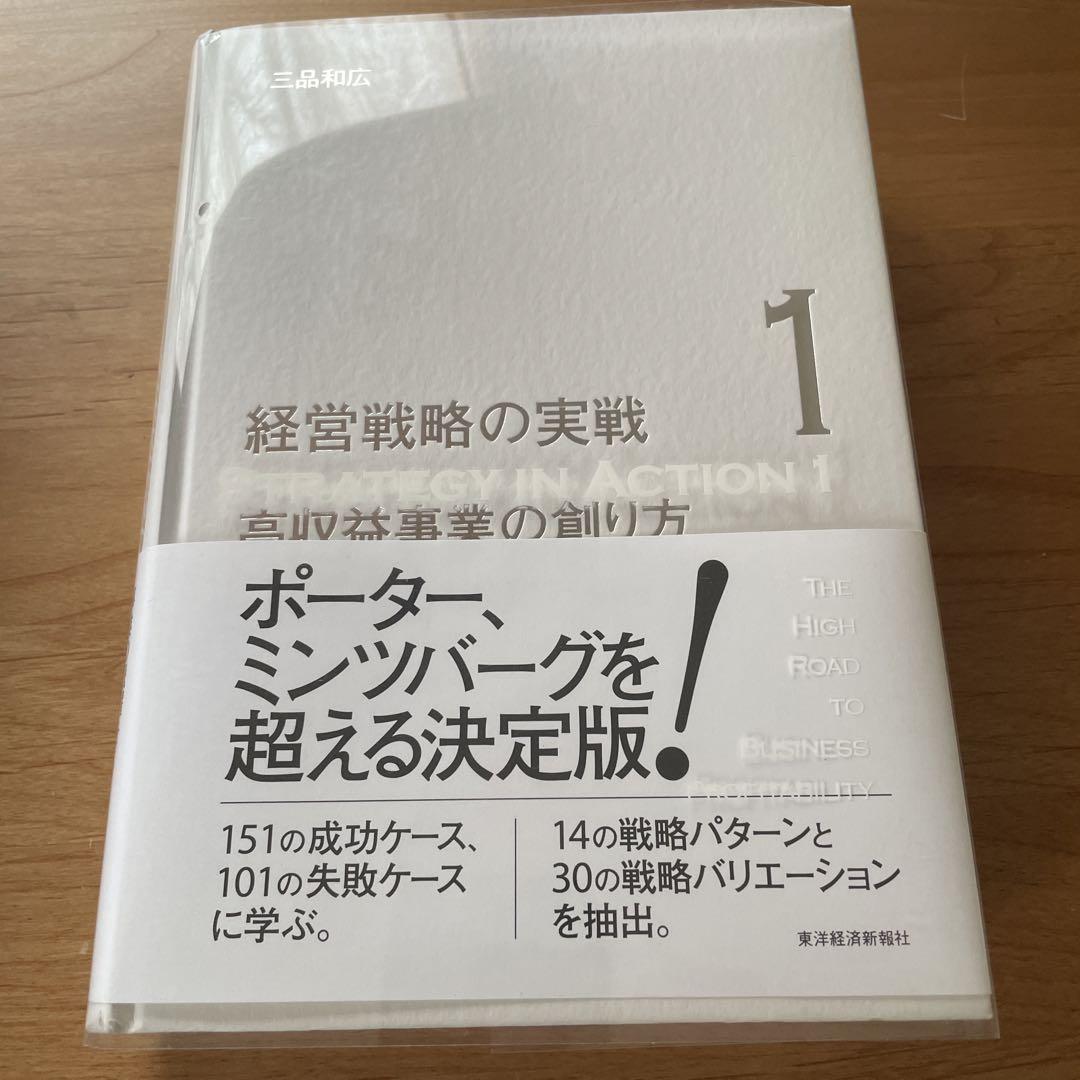 三品和広
1
経営戦略の実戦
STRATEGY IN ACTION 1
高収益事業の創り方
THE
HIGH
ROAD
TO
BUSINESS
PROFITABILITY
ポーター、
ミンツバーグを
超える決定版!
151の成功ケース、
101の失敗ケース
に学ぶ。
14の戦略パターンと
30の戦略バリエーション
を抽出。
東洋経済新報社